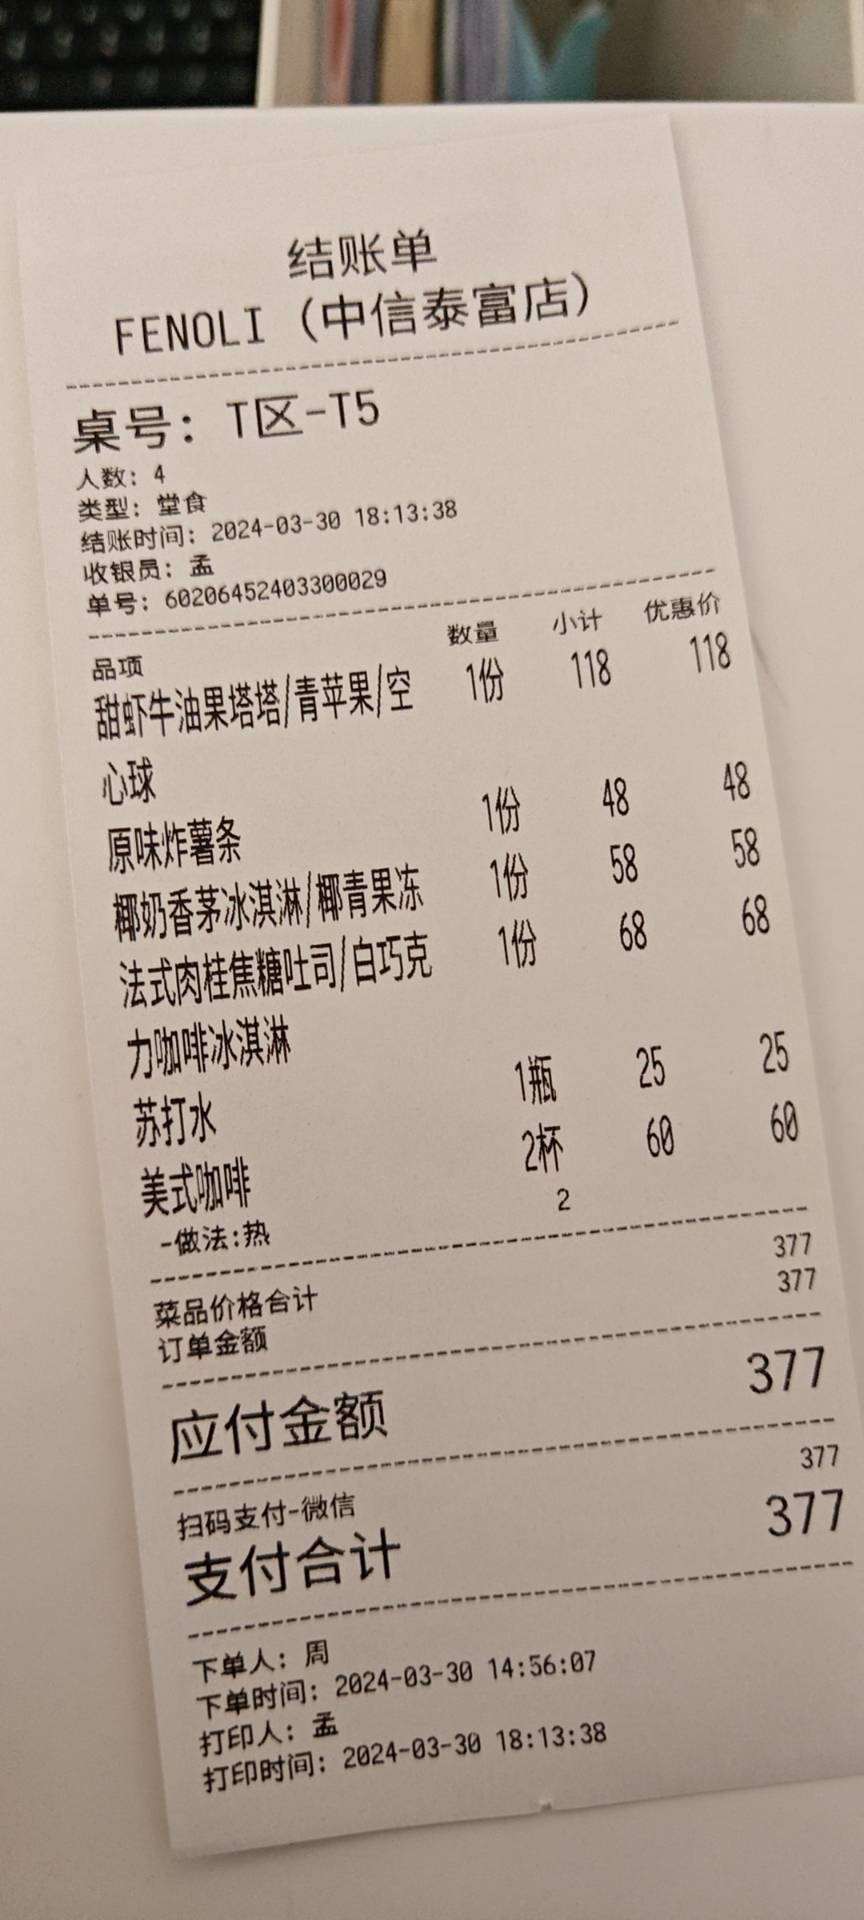 结账单
FENOLI (中信泰富店)
桌号: T区-T5
人数: 4
类型: 堂食
结账时间: 2024-03-30 18:13:38
收银员: 孟
单号: 60206452403300029
品项 数量 小计 优惠价
甜虾牛油果塔塔/青苹果/空 1份 118 118
心球
原味炸薯条 1份 48 48
椰奶香茅冰淇淋/椰青果冻 1份 58 58
法式肉桂焦糖吐司/白巧克 1份 68 68
力咖啡冰淇淋
苏打水 1瓶 25 25
美式咖啡 2杯 60 60
-做法:热 2
菜品价格合计 377
订单金额 377
应付金额 377
扫码支付-微信 377
支付合计 377
下单人: 周
下单时间: 2024-03-30 14:56:07
打印人: 孟
打印时间: 2024-03-30 18:13:38